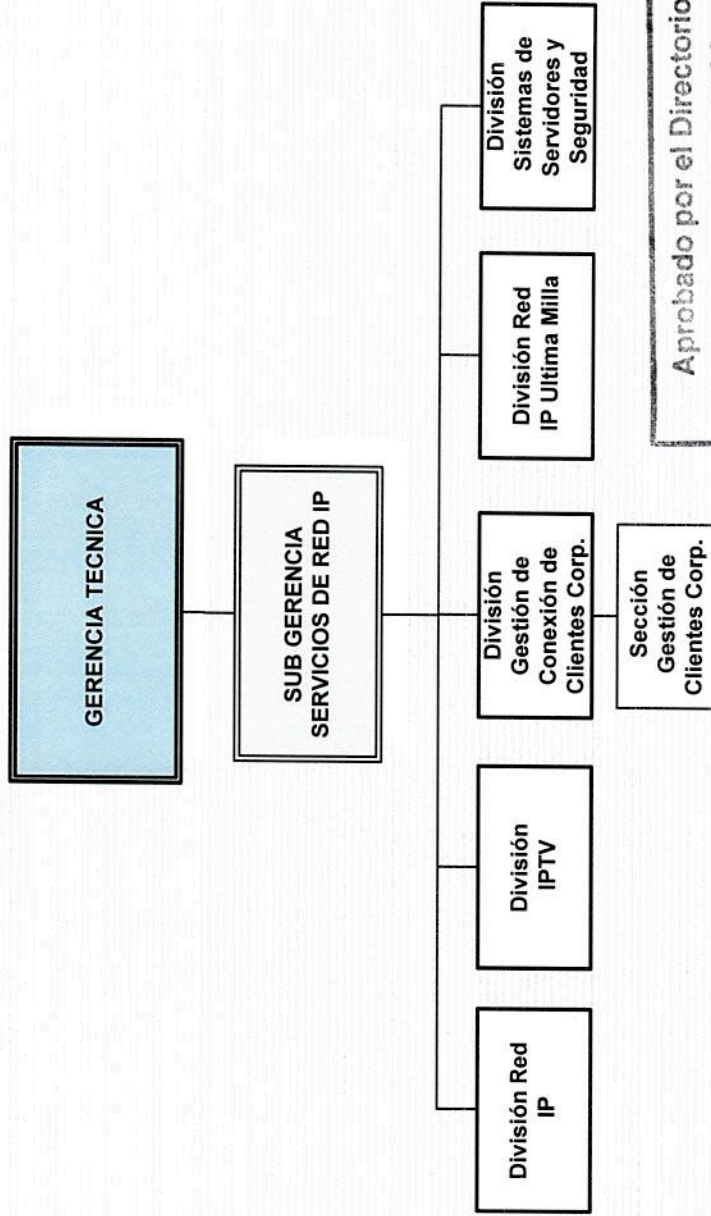 GERENCIA TECNICA
SUB GERENCIA
SERVICIOS DE RED IP
División Red
IP
División
IPTV
División
Gestión de
Conexión de
Clientes Corp.
Sección
Gestión de
Clientes Corp.
División Red
IP Ultima Milla
División
Sistemas de
Servidores y
Seguridad
Aprobado por el Directorio